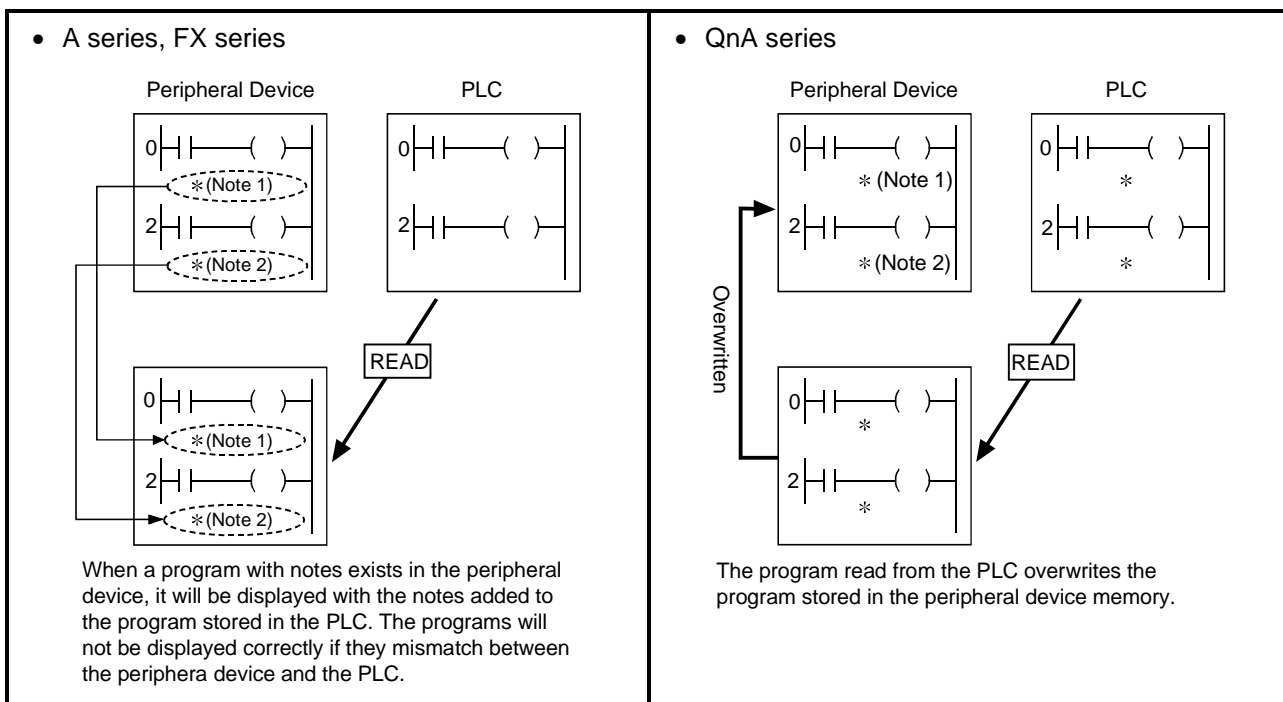 • A series, FX series
Peripheral Device PLC
0 ( )
* (Note 1)
2 ( )
* (Note 2)
0 ( )
2 ( )
READ
0 ( )
* (Note 1)
2 ( )
* (Note 2)
When a program with notes exists in the peripheral
device, it will be displayed with the notes added to
the program stored in the PLC. The programs will
not be displayed correctly if they mismatch between
the periphera device and the PLC.
• QnA series
Peripheral Device PLC
0 ( )
* (Note 1)
2 ( )
* (Note 2)
0 ( )
*
2 ( )
*
Overwritten
READ
0 ( )
*
2 ( )
*
The program read from the PLC overwrites the
program stored in the peripheral device memory.